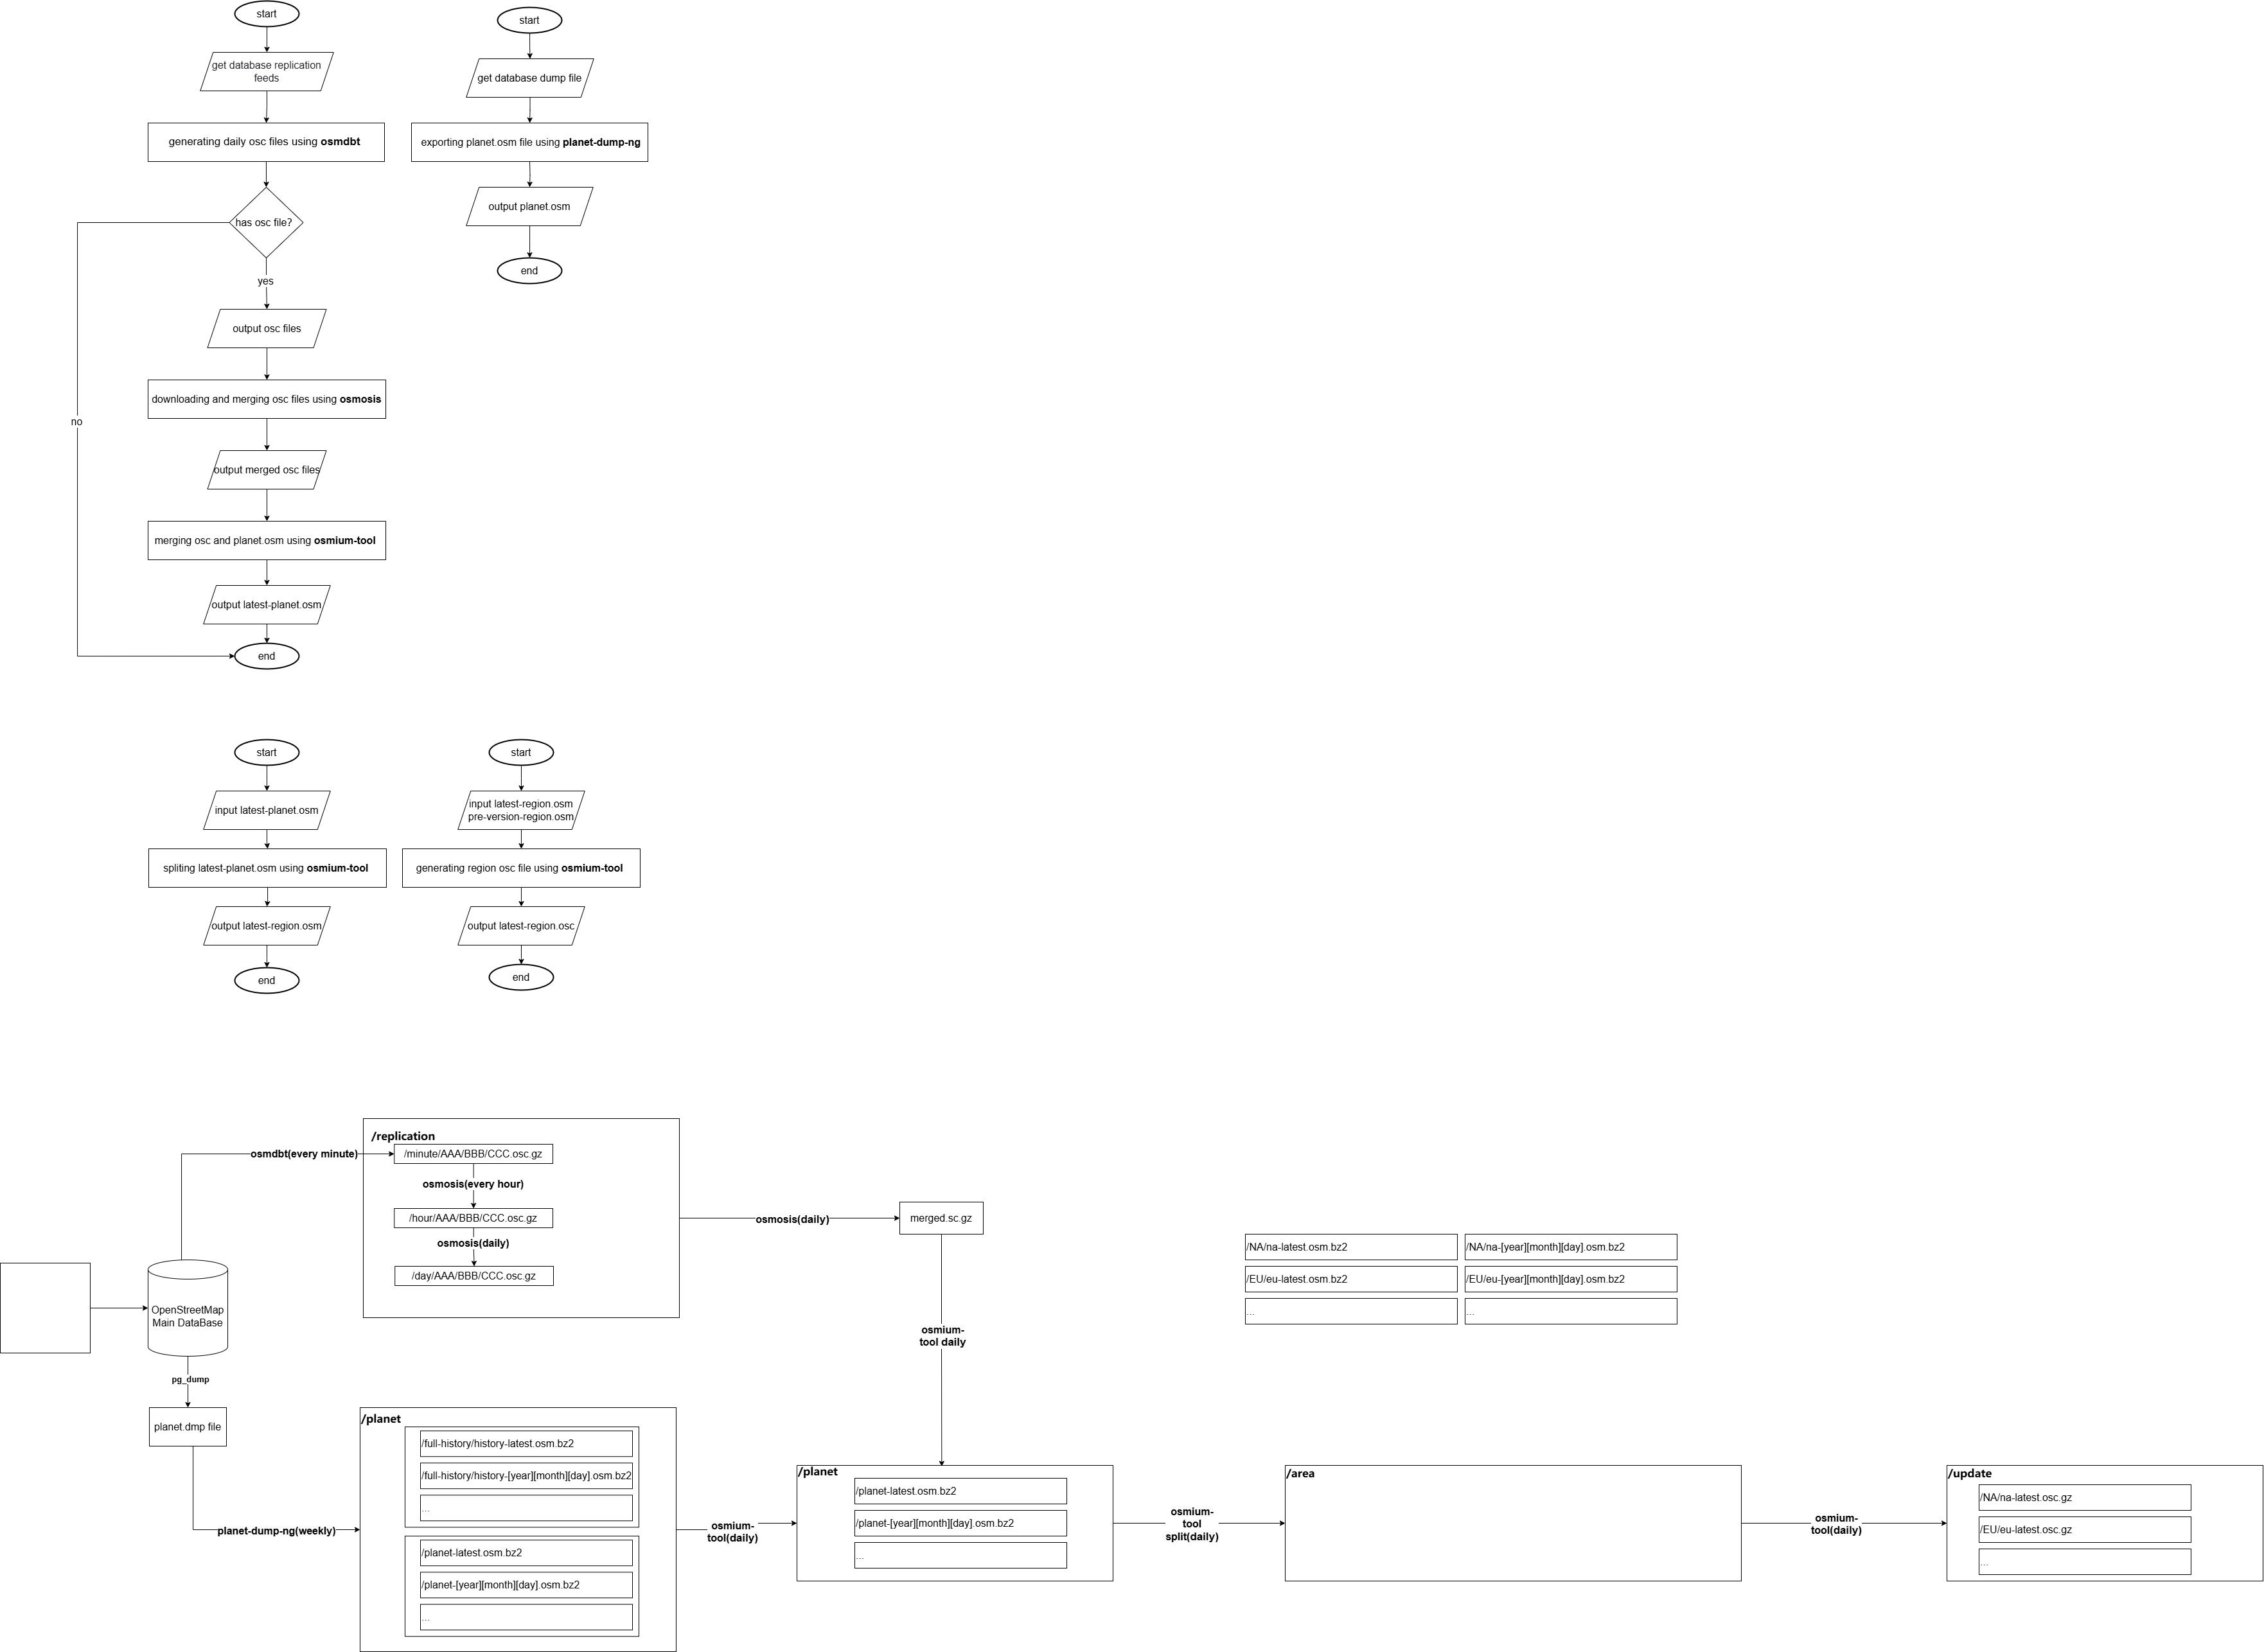 start
get database replication
feeds
generating daily osc files using osmdbt
has osc file?
yes
no
output osc files
downloading and merging osc files using osmosis
output merged osc files
merging osc and planet.osm using osmium-tool
output latest-planet.osm
end
start
get database dump file
exporting planet.osm file using planet-dump-ng
output planet.osm
end
start
input latest-planet.osm
spliting latest-planet.osm using osmium-tool
output latest-region.osm
end
start
input latest-region.osm
pre-version-region.osm
generating region osc file using osmium-tool
output latest-region.osc
end
OpenStreetMap
Main DataBase
osmdbt(every minute)
/replication
/minute/AAA/BBB/CCC.osc.gz
osmosis(every hour)
/hour/AAA/BBB/CCC.osc.gz
osmosis(daily)
/day/AAA/BBB/CCC.osc.gz
osmosis(daily)
merged.sc.gz
osmium-
tool daily
pg_dump
planet.dmp file
planet-dump-ng(weekly)
/planet
/full-history/history-latest.osm.bz2
/full-history/history-[year][month][day].osm.bz2
...
/planet-latest.osm.bz2
/planet-[year][month][day].osm.bz2
...
osmium-
tool(daily)
/planet
/planet-latest.osm.bz2
/planet-[year][month][day].osm.bz2
...
osmium-
tool
split(daily)
/NA/na-latest.osm.bz2
/NA/na-[year][month][day].osm.bz2
/EU/eu-latest.osm.bz2
/EU/eu-[year][month][day].osm.bz2
...
...
/area
osmium-
tool(daily)
/update
/NA/na-latest.osc.gz
/EU/eu-latest.osc.gz
...